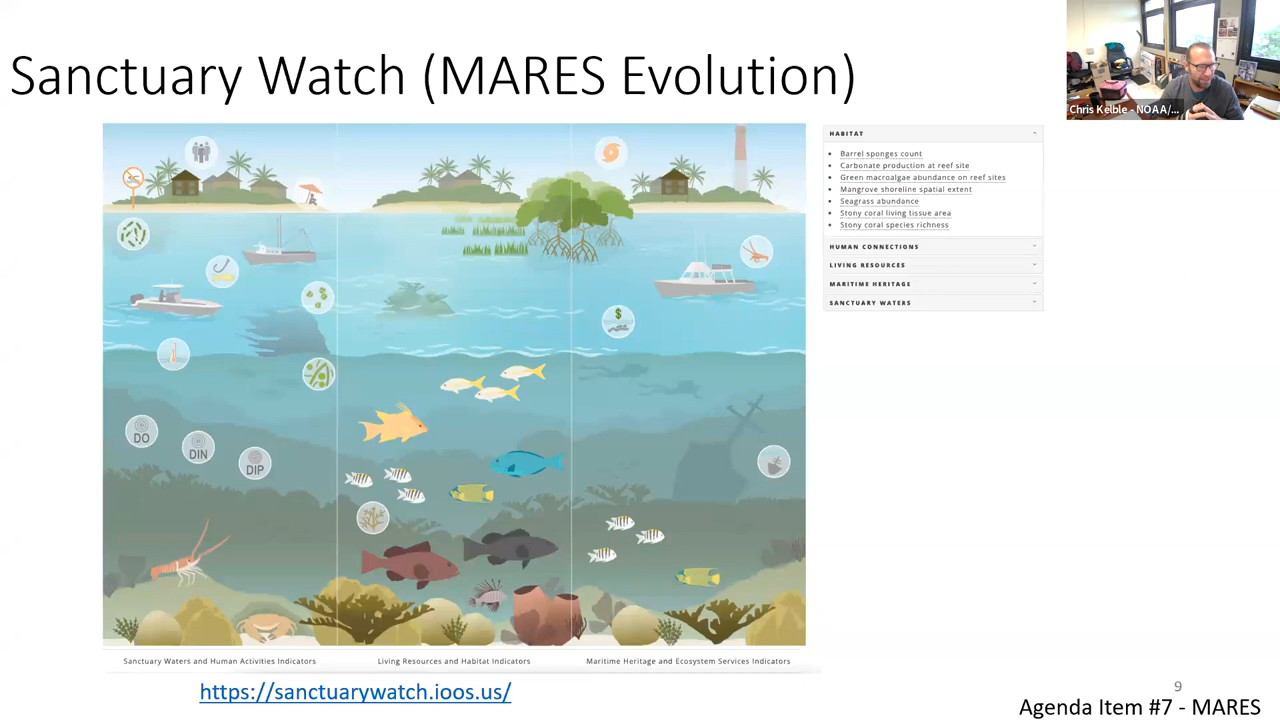 Sanctuary Watch (MARES Evolution)
Chris Kelble - NOAA/...
HABITAT
Barrel sponges count
Carbonate production at reef site
Green macroalgae abundance on reef sites
Mangrove shoreline spatial extent
Seagrass abundance
Stony coral living tissue area
Stony coral species richness
HUMAN CONNECTIONS
LIVING RESOURCES
MARITIME HERITAGE
SANCTUARY WATERS
$
DO
DIN
DIP
Sanctuary Waters and Human Activities Indicators
Living Resources and Habitat Indicators
Maritime Heritage and Ecosystem Services Indicators
https://sanctuarywatch.ioos.us/
9
Agenda Item #7 - MARES